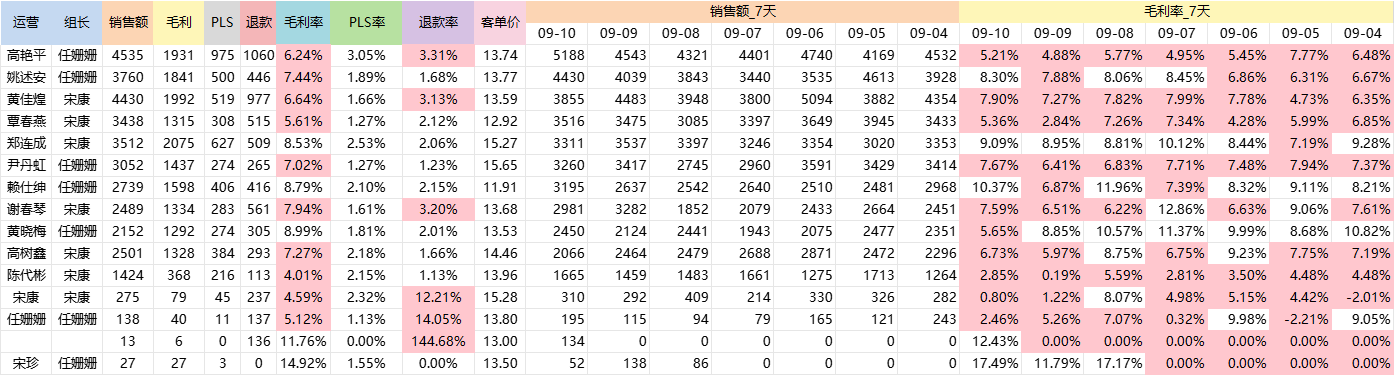 运营 组长 销售额 毛利 PLS 退款 毛利率 PLS率 退款率 客单价 销售额_7天 毛利率_7天
09-10 09-09 09-08 09-07 09-06 09-05 09-04 09-10 09-09 09-08 09-07 09-06 09-05 09-04
高艳平 任姗姗 4535 1931 975 1060 6.24% 3.05% 3.31% 13.74 5188 4543 4321 4401 4740 4169 4532 5.21% 4.88% 5.77% 4.95% 5.45% 7.77% 6.48%
姚述安 任姗姗 3760 1841 500 446 7.44% 1.89% 1.68% 13.77 4430 4039 3843 3440 3535 4613 3928 8.30% 7.88% 8.06% 8.45% 6.86% 6.31% 6.67%
黄佳煌 宋康 4430 1992 519 977 6.64% 1.66% 3.13% 13.59 3855 4483 3948 3800 5094 3882 4354 7.90% 7.27% 7.82% 7.99% 7.78% 4.73% 6.35%
覃春燕 宋康 3438 1315 308 515 5.61% 1.27% 2.12% 12.92 3516 3475 3085 3397 3649 3945 3433 5.36% 2.84% 7.26% 7.34% 4.28% 5.99% 6.85%
郑连成 宋康 3512 2075 627 509 8.53% 2.53% 2.06% 15.27 3311 3537 3397 3246 3354 3020 3353 9.09% 8.95% 8.81% 10.12% 8.44% 7.19% 9.28%
尹丹虹 任姗姗 3052 1437 274 265 7.02% 1.27% 1.23% 15.65 3260 3417 2745 2960 3591 3429 3414 7.67% 6.41% 6.83% 7.71% 7.48% 7.94% 7.37%
赖仕绅 任姗姗 2739 1598 406 416 8.79% 2.10% 2.15% 11.91 3195 2637 2542 2640 2510 2481 2968 10.37% 6.87% 11.96% 7.39% 8.32% 9.11% 8.21%
谢春琴 宋康 2489 1334 283 561 7.94% 1.61% 3.20% 13.68 2981 3282 1852 2079 2433 2664 2451 7.59% 6.51% 6.22% 12.86% 6.63% 9.06% 7.61%
黄晓梅 任姗姗 2152 1292 274 305 8.99% 1.81% 2.01% 13.53 2450 2124 2441 1943 2075 2477 2351 5.65% 8.85% 10.57% 11.37% 9.99% 8.68% 10.82%
高树鑫 宋康 2501 1328 384 293 7.27% 2.18% 1.66% 14.46 2066 2464 2479 2688 2871 2472 2296 6.73% 5.97% 8.75% 6.75% 9.23% 7.75% 7.19%
陈代彬 宋康 1424 368 216 113 4.01% 2.15% 1.13% 13.96 1665 1459 1483 1661 1275 1713 1264 2.85% 0.19% 5.59% 2.81% 3.50% 4.48% 4.48%
宋康 宋康 275 79 45 237 4.59% 2.32% 12.21% 15.28 310 292 409 214 330 326 282 0.80% 1.22% 8.07% 4.98% 5.15% 4.42% -2.01%
任姗姗 任姗姗 138 40 11 137 5.12% 1.13% 14.05% 13.80 195 115 94 79 165 121 243 2.46% 5.26% 7.07% 0.32% 9.98% -2.21% 9.05%
13 6 0 136 11.76% 0.00% 144.68% 13.00 134 0 0 0 0 0 0 12.43% 0.00% 0.00% 0.00% 0.00% 0.00% 0.00%
宋珍 任姗姗 27 27 3 0 14.92% 1.55% 0.00% 13.50 52 138 86 0 0 0 0 17.49% 11.79% 17.17% 0.00% 0.00% 0.00% 0.00%